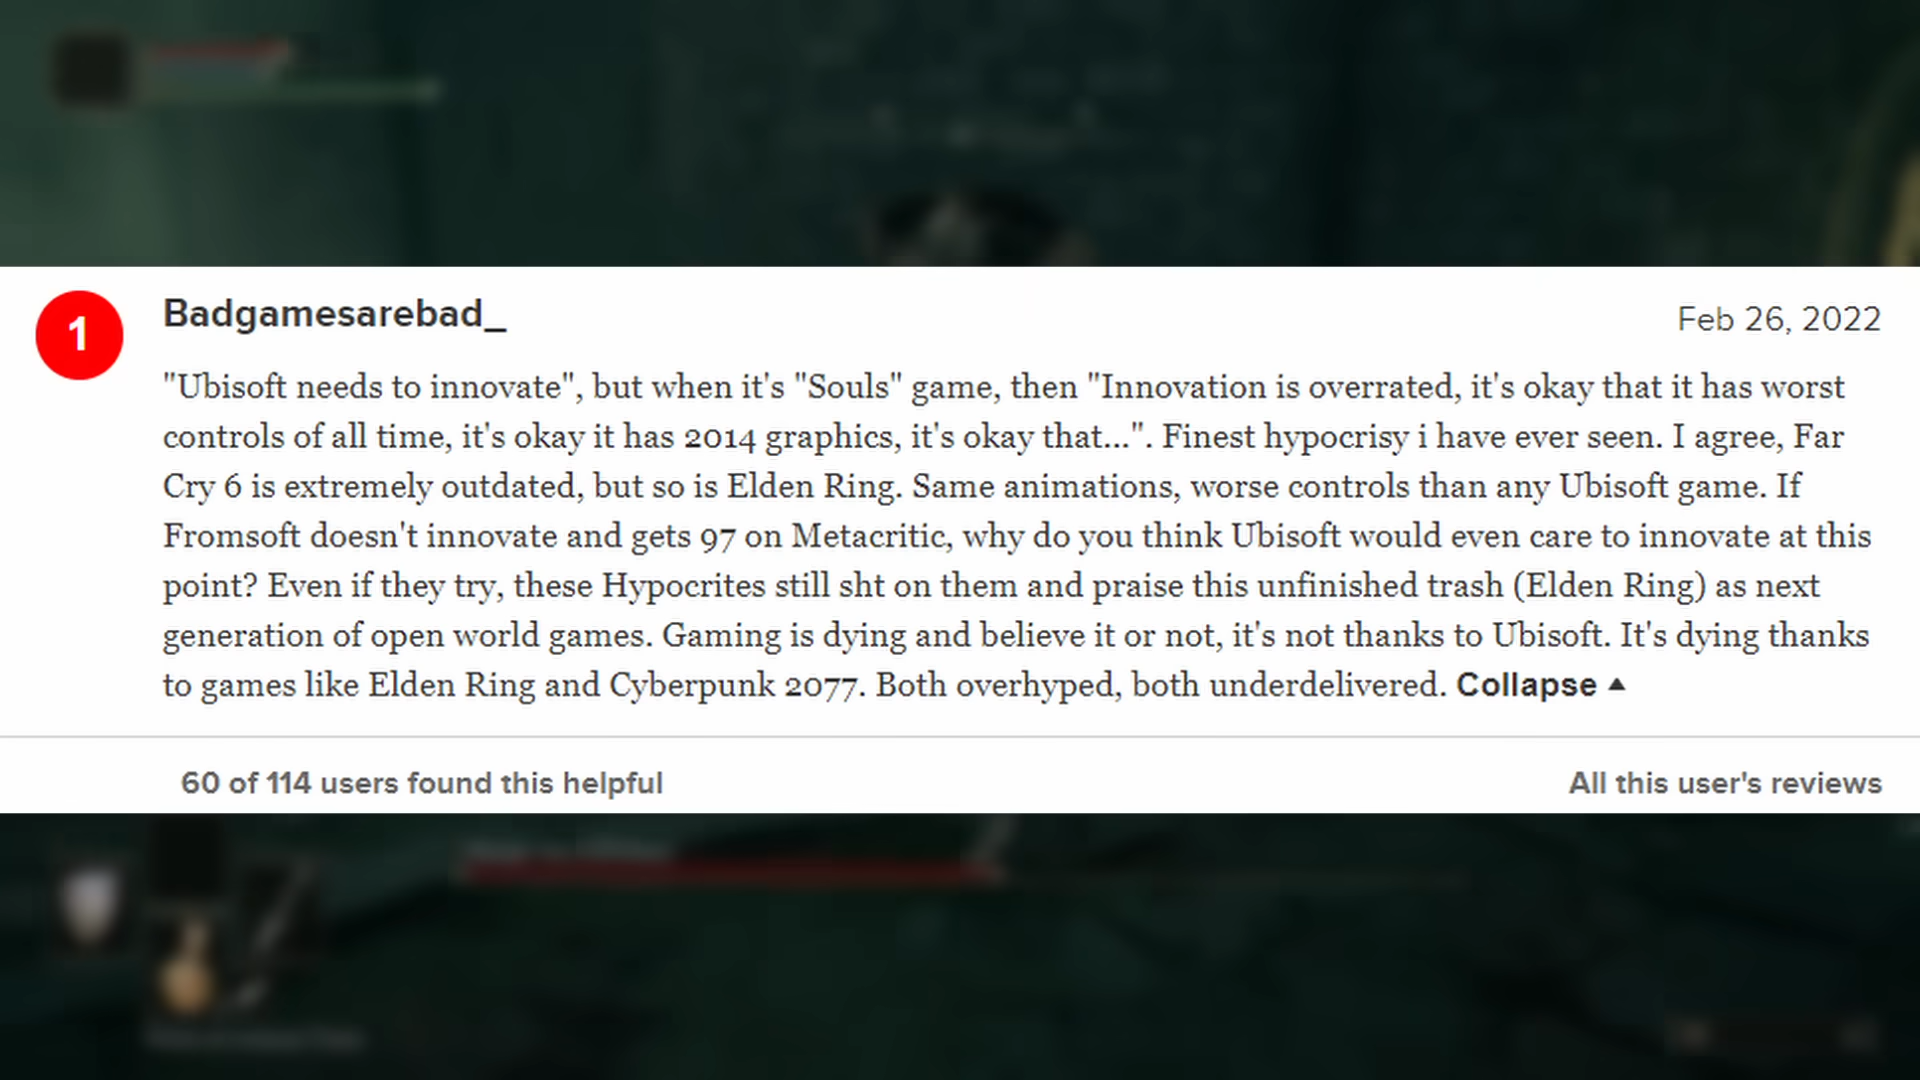 1
Badgamesarebad_
Feb 26, 2022
"Ubisoft needs to innovate", but when it's "Souls" game, then "Innovation is overrated, it's okay that it has worst
controls of all time, it's okay it has 2014 graphics, it's okay that...". Finest hypocrisy i have ever seen. I agree, Far
Cry 6 is extremely outdated, but so is Elden Ring. Same animations, worse controls than any Ubisoft game. If
Fromsoft doesn't innovate and gets 97 on Metacritic, why do you think Ubisoft would even care to innovate at this
point? Even if they try, these Hypocrites still sht on them and praise this unfinished trash (Elden Ring) as next
generation of open world games. Gaming is dying and believe it or not, it's not thanks to Ubisoft. It's dying thanks
to games like Elden Ring and Cyberpunk 2077. Both overhyped, both underdelivered. Collapse ▲
60 of 114 users found this helpful
All this user's reviews